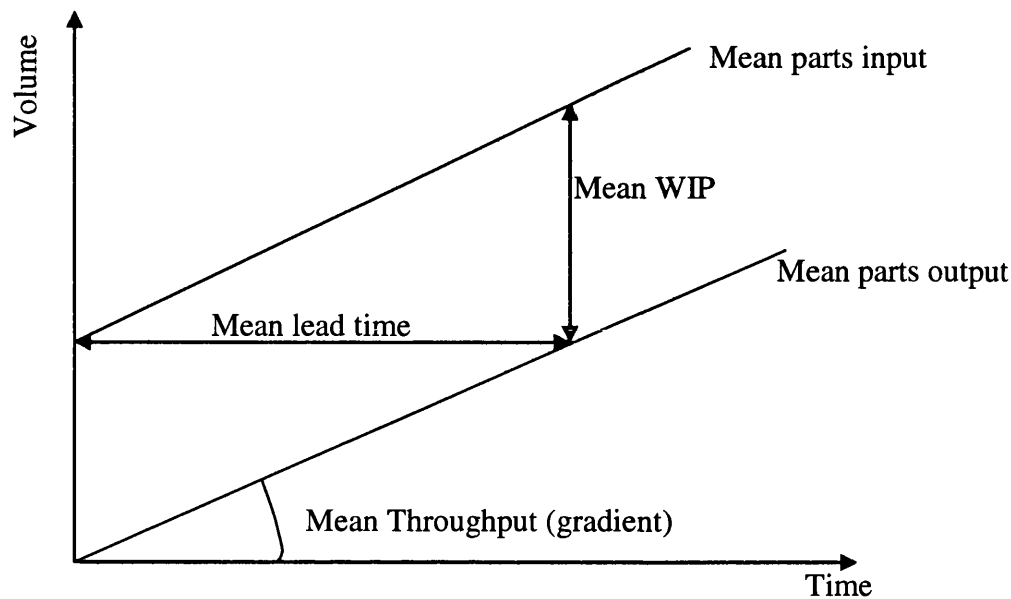 Volume
Mean parts input
Mean WIP
Mean parts output
Mean lead time
Mean Throughput (gradient)
Time